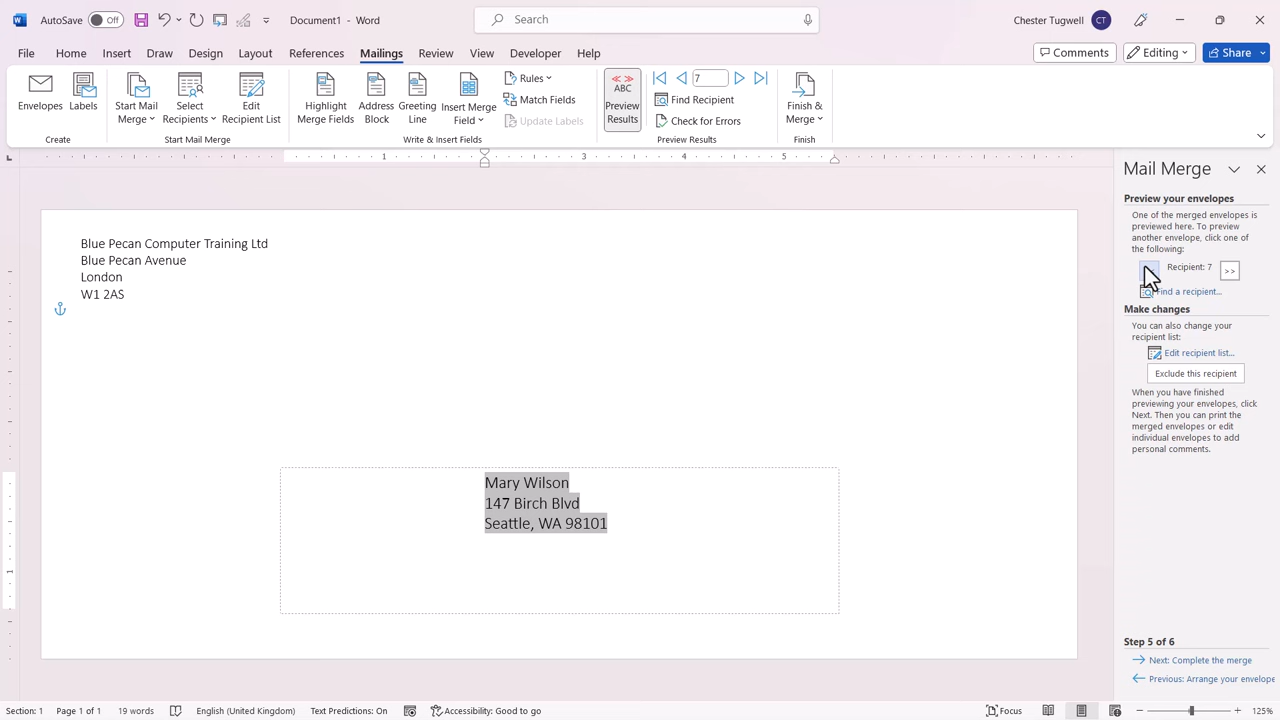 AutoSave Off Document1 - Word Search Chester Tugwell CT
File Home Insert Draw Design Layout References Mailings Review View Developer Help Comments Editing Share
Envelopes
Labels
Start Mail
Merge
Select
Recipients
Edit
Recipient List
Highlight
Merge Fields
Address
Block
Greeting
Line
Insert Merge
Field
Rules
Match Fields
Update Labels
ABC
Preview
Results
7
Find Recipient
Check for Errors
Finish &
Merge
Create Start Mail Merge Write & Insert Fields Preview Results Finish
1 3 4 5
Blue Pecan Computer Training Ltd
Blue Pecan Avenue
London
W1 2AS
Mary Wilson
147 Birch Blvd
Seattle, WA 98101
1
Mail Merge
Preview your envelopes
One of the merged envelopes is
previewed here. To preview
another envelope, click one of
the following:
Recipient: 7 >>
Find a recipient...
Make changes
You can also change your
recipient list:
Edit recipient list...
Exclude this recipient
When you have finished
previewing your envelopes, click
Next. Then you can print the
merged envelopes or edit
individual envelopes to add
personal comments.
Step 5 of 6
Next: Complete the merge
Previous: Arrange your envelope
Section: 1 Page 1 of 1 19 words English (United Kingdom) Text Predictions: On Accessibility: Good to go Focus 125%